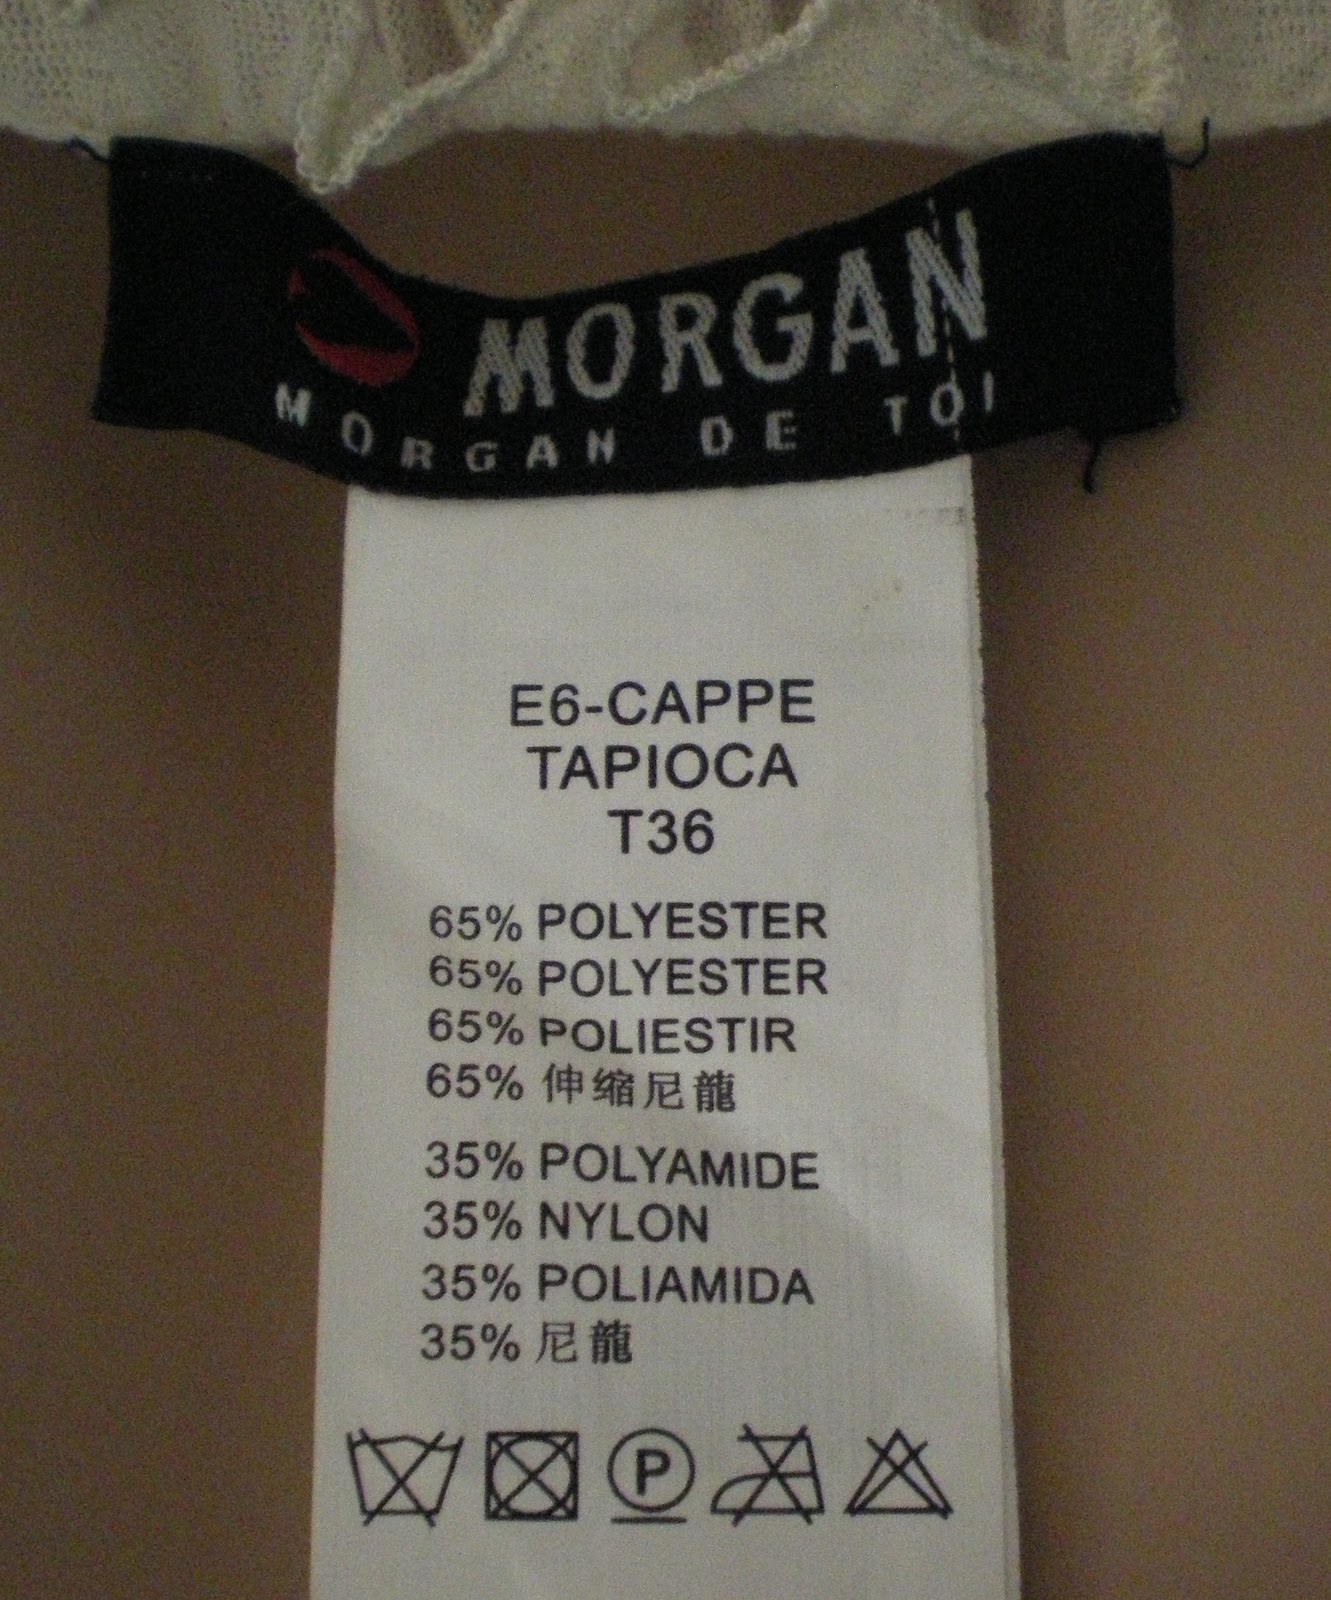 MORGAN
MORGAN DE TOI
E6-CAPPE
TAPIOCA
T36
65% POLYESTER
65% POLYESTER
65% POLIESTIR
65% 伸缩尼龍
35% POLYAMIDE
35% NYLON
35% POLIAMIDA
35% 尼龍
P